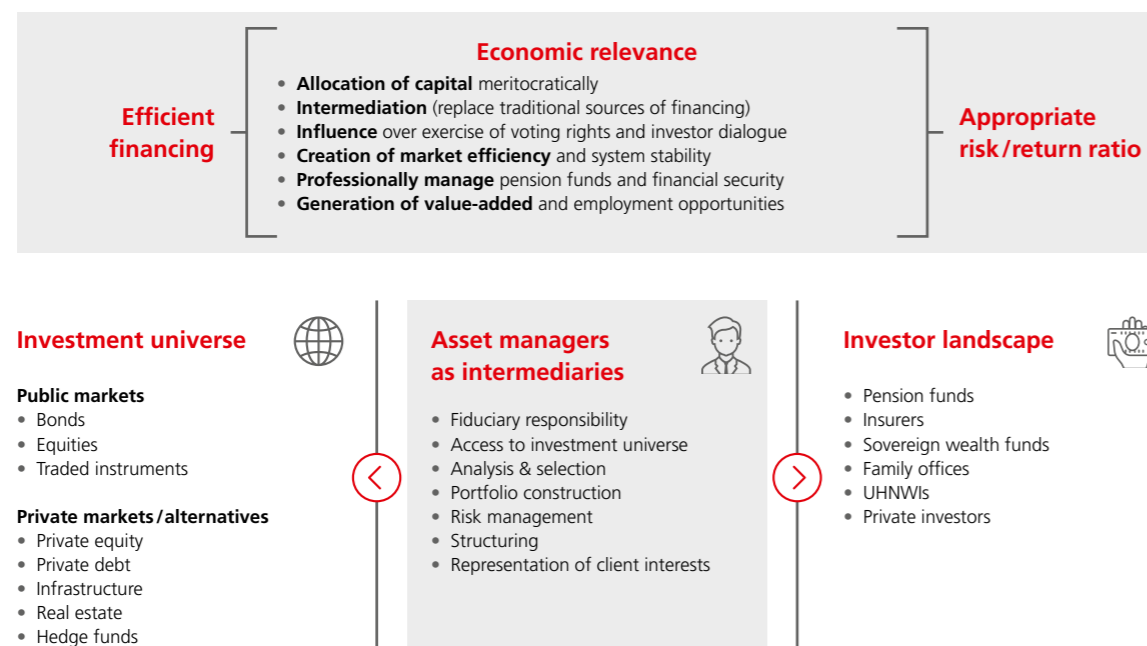 Economic relevance
• Allocation of capital meritocratically
• Intermediation (replace traditional sources of financing)
• Influence over exercise of voting rights and investor dialogue
• Creation of market efficiency and system stability
• Professionally manage pension funds and financial security
• Generation of value-added and employment opportunities
Efficient
financing
Appropriate
risk/return ratio
Investment universe
Public markets
• Bonds
• Equities
• Traded instruments
Private markets/alternatives
• Private equity
• Private debt
• Infrastructure
• Real estate
• Hedge funds
Asset managers
as intermediaries
• Fiduciary responsibility
• Access to investment universe
• Analysis & selection
• Portfolio construction
• Risk management
• Structuring
• Representation of client interests
Investor landscape
• Pension funds
• Insurers
• Sovereign wealth funds
• Family offices
• UHNWIs
• Private investors